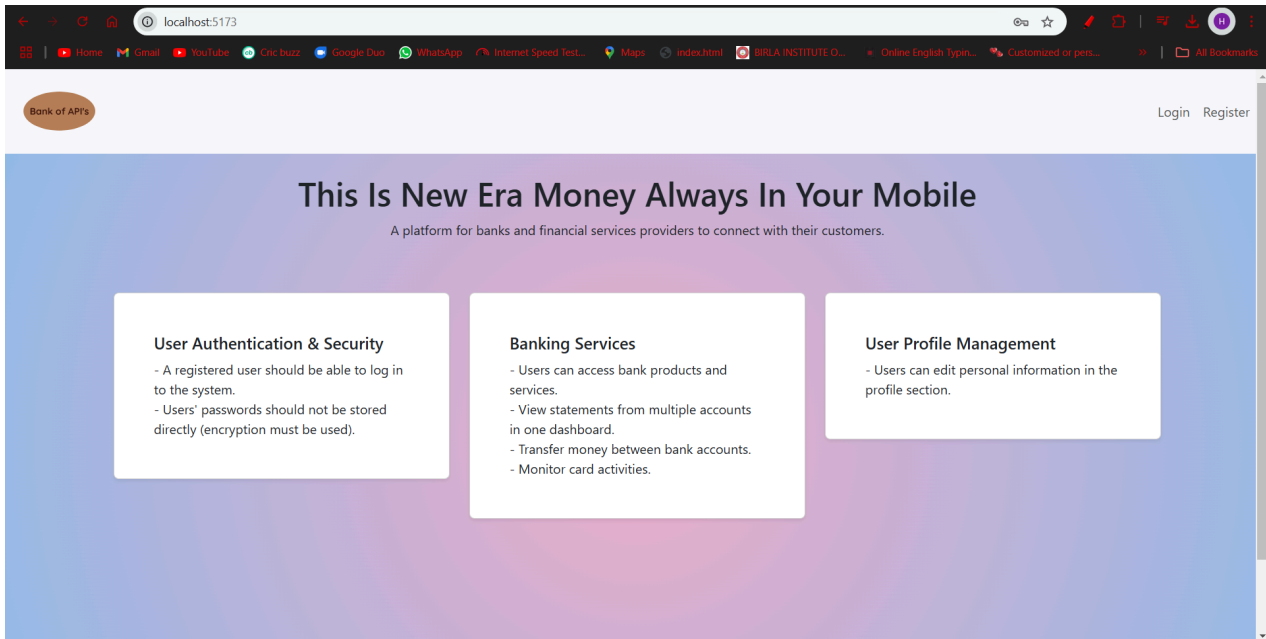 localhost:5173
Home Gmail YouTube Cric buzz Google Duo WhatsApp Internet Speed Test... Maps index.html BIRLA INSTITUTE O... Online English Typin... Customized or pers... » All Bookmarks
Bank of API's
Login Register
This Is New Era Money Always In Your Mobile
A platform for banks and financial services providers to connect with their customers.
User Authentication & Security
- A registered user should be able to log in
to the system.
- Users' passwords should not be stored
directly (encryption must be used).
Banking Services
- Users can access bank products and
services.
- View statements from multiple accounts
in one dashboard.
- Transfer money between bank accounts.
- Monitor card activities.
User Profile Management
- Users can edit personal information in the
profile section.